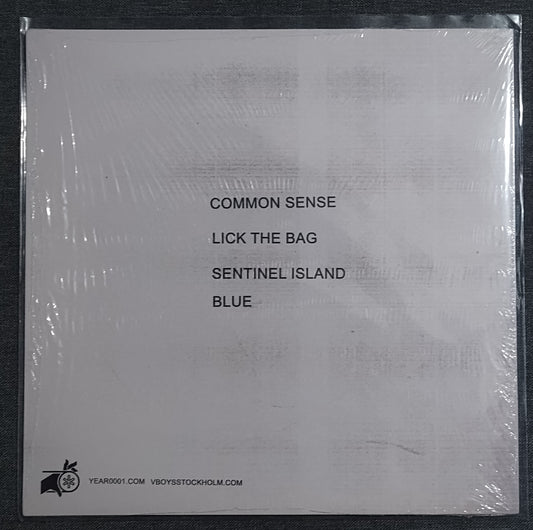 COMMON SENSE
LICK THE BAG
SENTINEL ISLAND
BLUE
YEAR0001.COM VBOYSSTOCKHOLM.COM